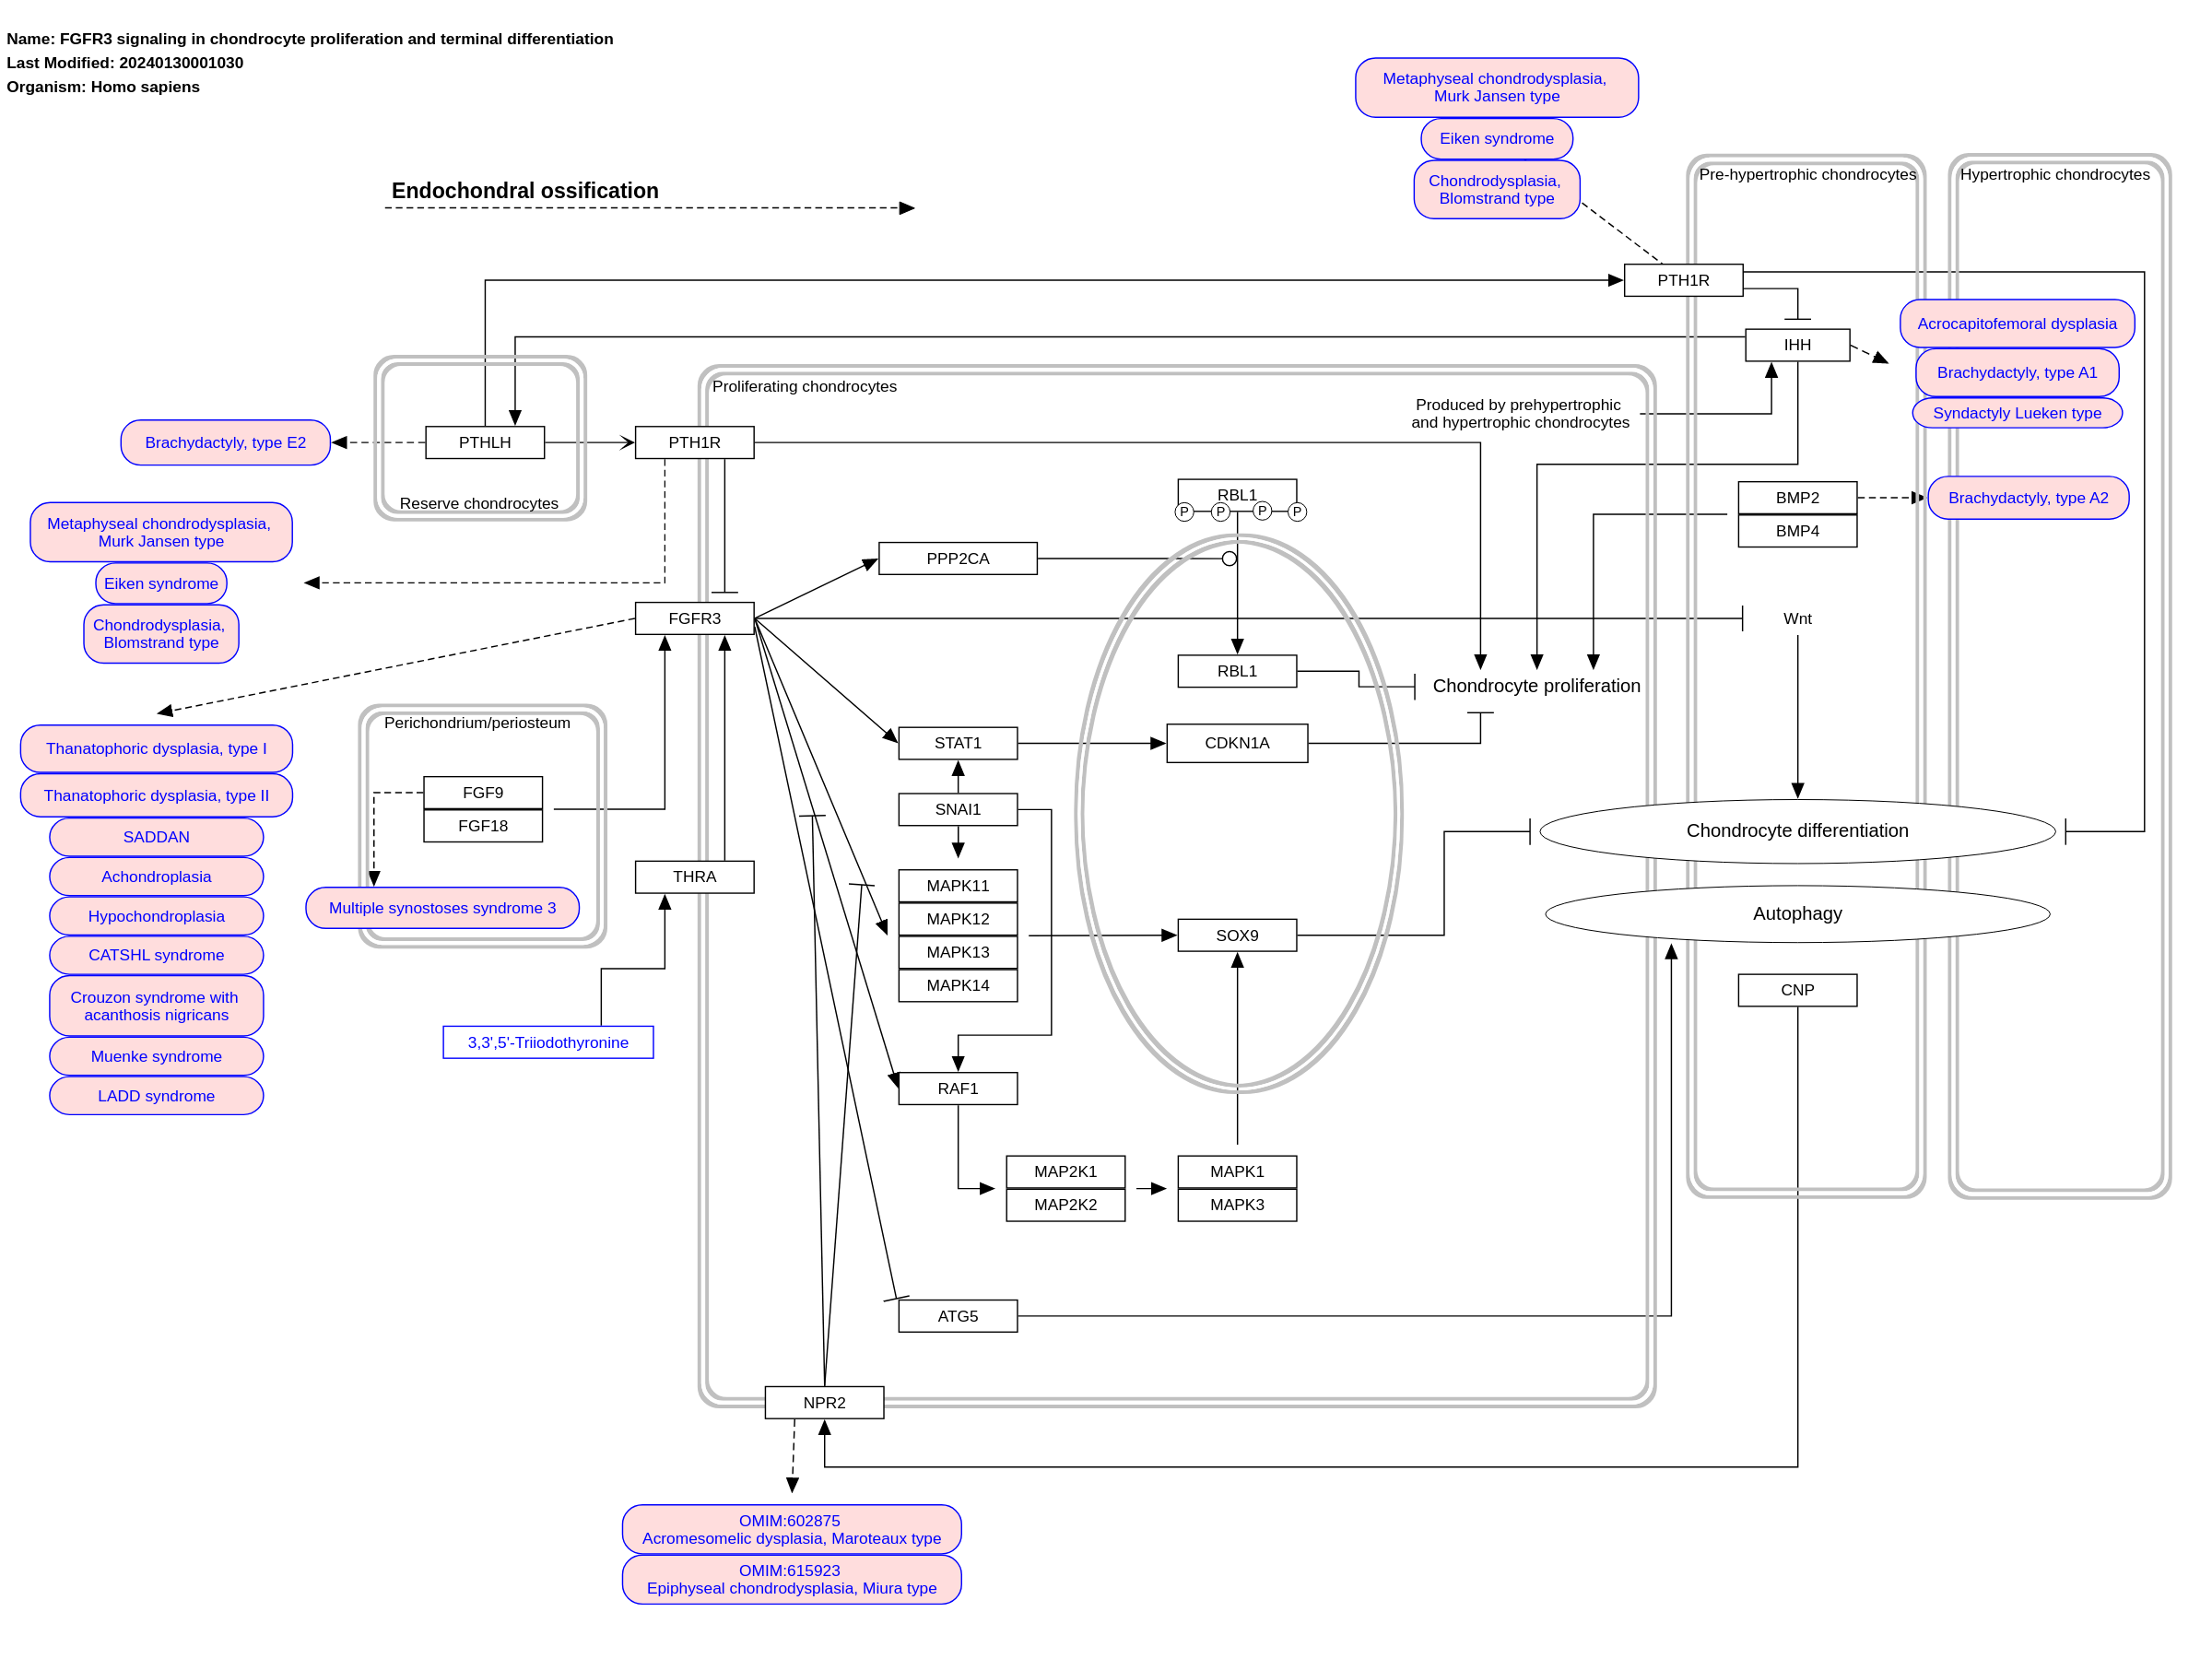 Name: FGFR3 signaling in chondrocyte proliferation and terminal differentiation
Last Modified: 20240130001030
Organism: Homo sapiens
Metaphyseal chondrodysplasia,
Murk Jansen type
Eiken syndrome
Chondrodysplasia,
Blomstrand type
Pre-hypertrophic chondrocytes
Hypertrophic chondrocytes
Endochondral ossification
PTH1R
IHH
Acrocapitofemoral dysplasia
Brachydactyly, type A1
Syndactyly Lueken type
Proliferating chondrocytes
Produced by prehypertrophic
and hypertrophic chondrocytes
Brachydactyly, type E2
PTHLH
PTH1R
Reserve chondrocytes
RBL1
P
P
P
P
BMP2
BMP4
Brachydactyly, type A2
Metaphyseal chondrodysplasia,
Murk Jansen type
Eiken syndrome
Chondrodysplasia,
Blomstrand type
PPP2CA
FGFR3
Wnt
RBL1
Chondrocyte proliferation
Perichondrium/periosteum
Thanatophoric dysplasia, type I
Thanatophoric dysplasia, type II
SADDAN
Achondroplasia
Hypochondroplasia
CATSHL syndrome
Crouzon syndrome with
acanthosis nigricans
Muenke syndrome
LADD syndrome
FGF9
FGF18
Multiple synostoses syndrome 3
STAT1
CDKN1A
SNAI1
THRA
MAPK11
MAPK12
MAPK13
MAPK14
SOX9
Chondrocyte differentiation
Autophagy
CNP
3,3',5'-Triiodothyronine
RAF1
MAP2K1
MAP2K2
MAPK1
MAPK3
ATG5
NPR2
OMIM:602875
Acromesomelic dysplasia, Maroteaux type
OMIM:615923
Epiphyseal chondrodysplasia, Miura type